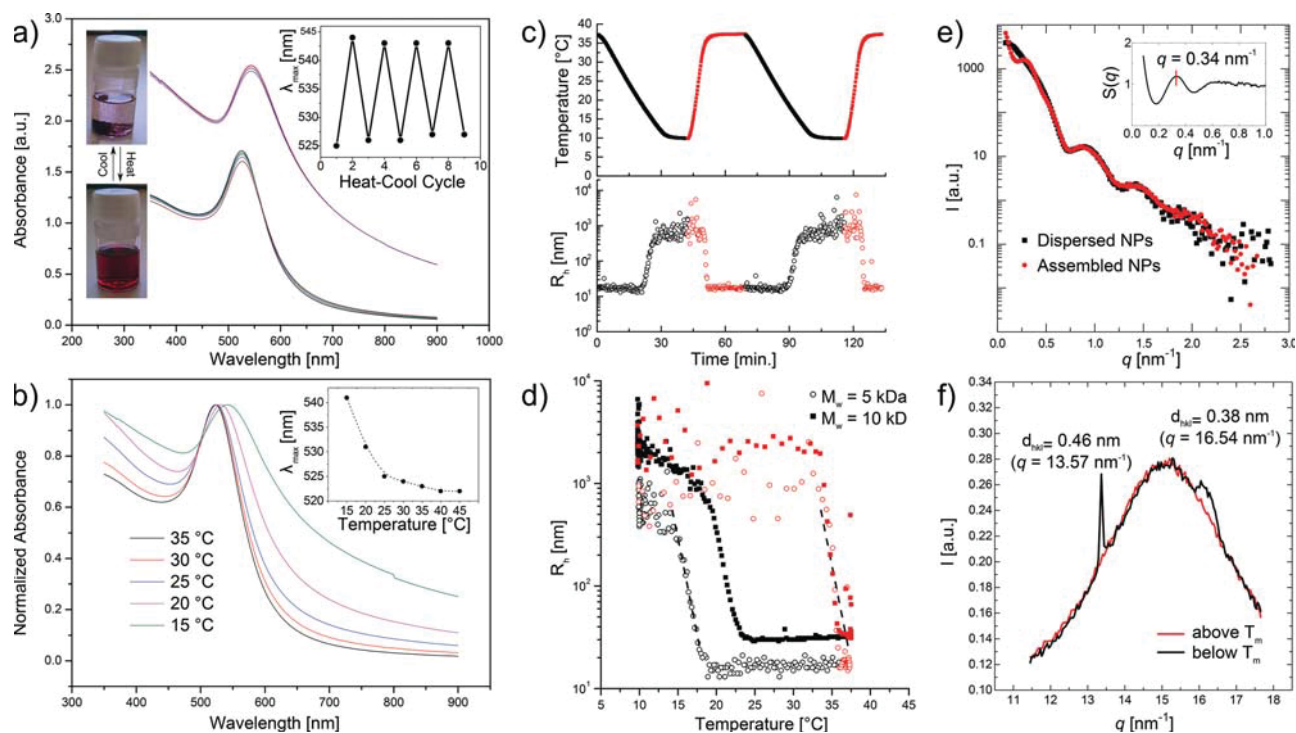 a)
3.0
2.5
2.0
1.5
1.0
0.5
0.0
Absorbance [a.u.]
Cool
Heat
545
540
535
530
525
520
λmax [nm]
0 2 4 6 8 10
Heat-Cool Cycle
200 300 400 500 600 700 800 900 1000
Wavelength [nm]
b)
1.0
0.8
0.6
0.4
0.2
0.0
Normalized Absorbance
35 °C
30 °C
25 °C
20 °C
15 °C
540
535
530
525
520
λmax [nm]
15 20 25 30 35 40 45
Temperature [°C]
300 400 500 600 700 800 900
Wavelength [nm]
c)
40
35
30
25
20
15
10
5
Temperature [°C]
10⁴
10³
10²
10¹
10⁰
Rh [nm]
0 30 60 90 120
Time [min.]
d)
10⁴
10³
10²
10¹
Rh [nm]
Mw = 5 kDa
Mw = 10 kD
5 10 15 20 25 30 35 40 45
Temperature [°C]
e)
1000
10
0.1
I [a.u.]
Dispersed NPs
Assembled NPs
2
1
0
S(q)
q = 0.34 nm⁻¹
0.2 0.4 0.6 0.8 1.0
q [nm⁻¹]
0.0 0.5 1.0 1.5 2.0 2.5 3.0
q [nm⁻¹]
f)
0.34
0.32
0.30
0.28
0.26
0.24
0.22
0.20
0.18
0.16
0.14
0.12
0.10
I [a.u.]
dhkl= 0.46 nm
(q = 13.57 nm⁻¹)
dhkl= 0.38 nm
(q = 16.54 nm⁻¹)
above Tm
below Tm
11 12 13 14 15 16 17 18
q [nm⁻¹]